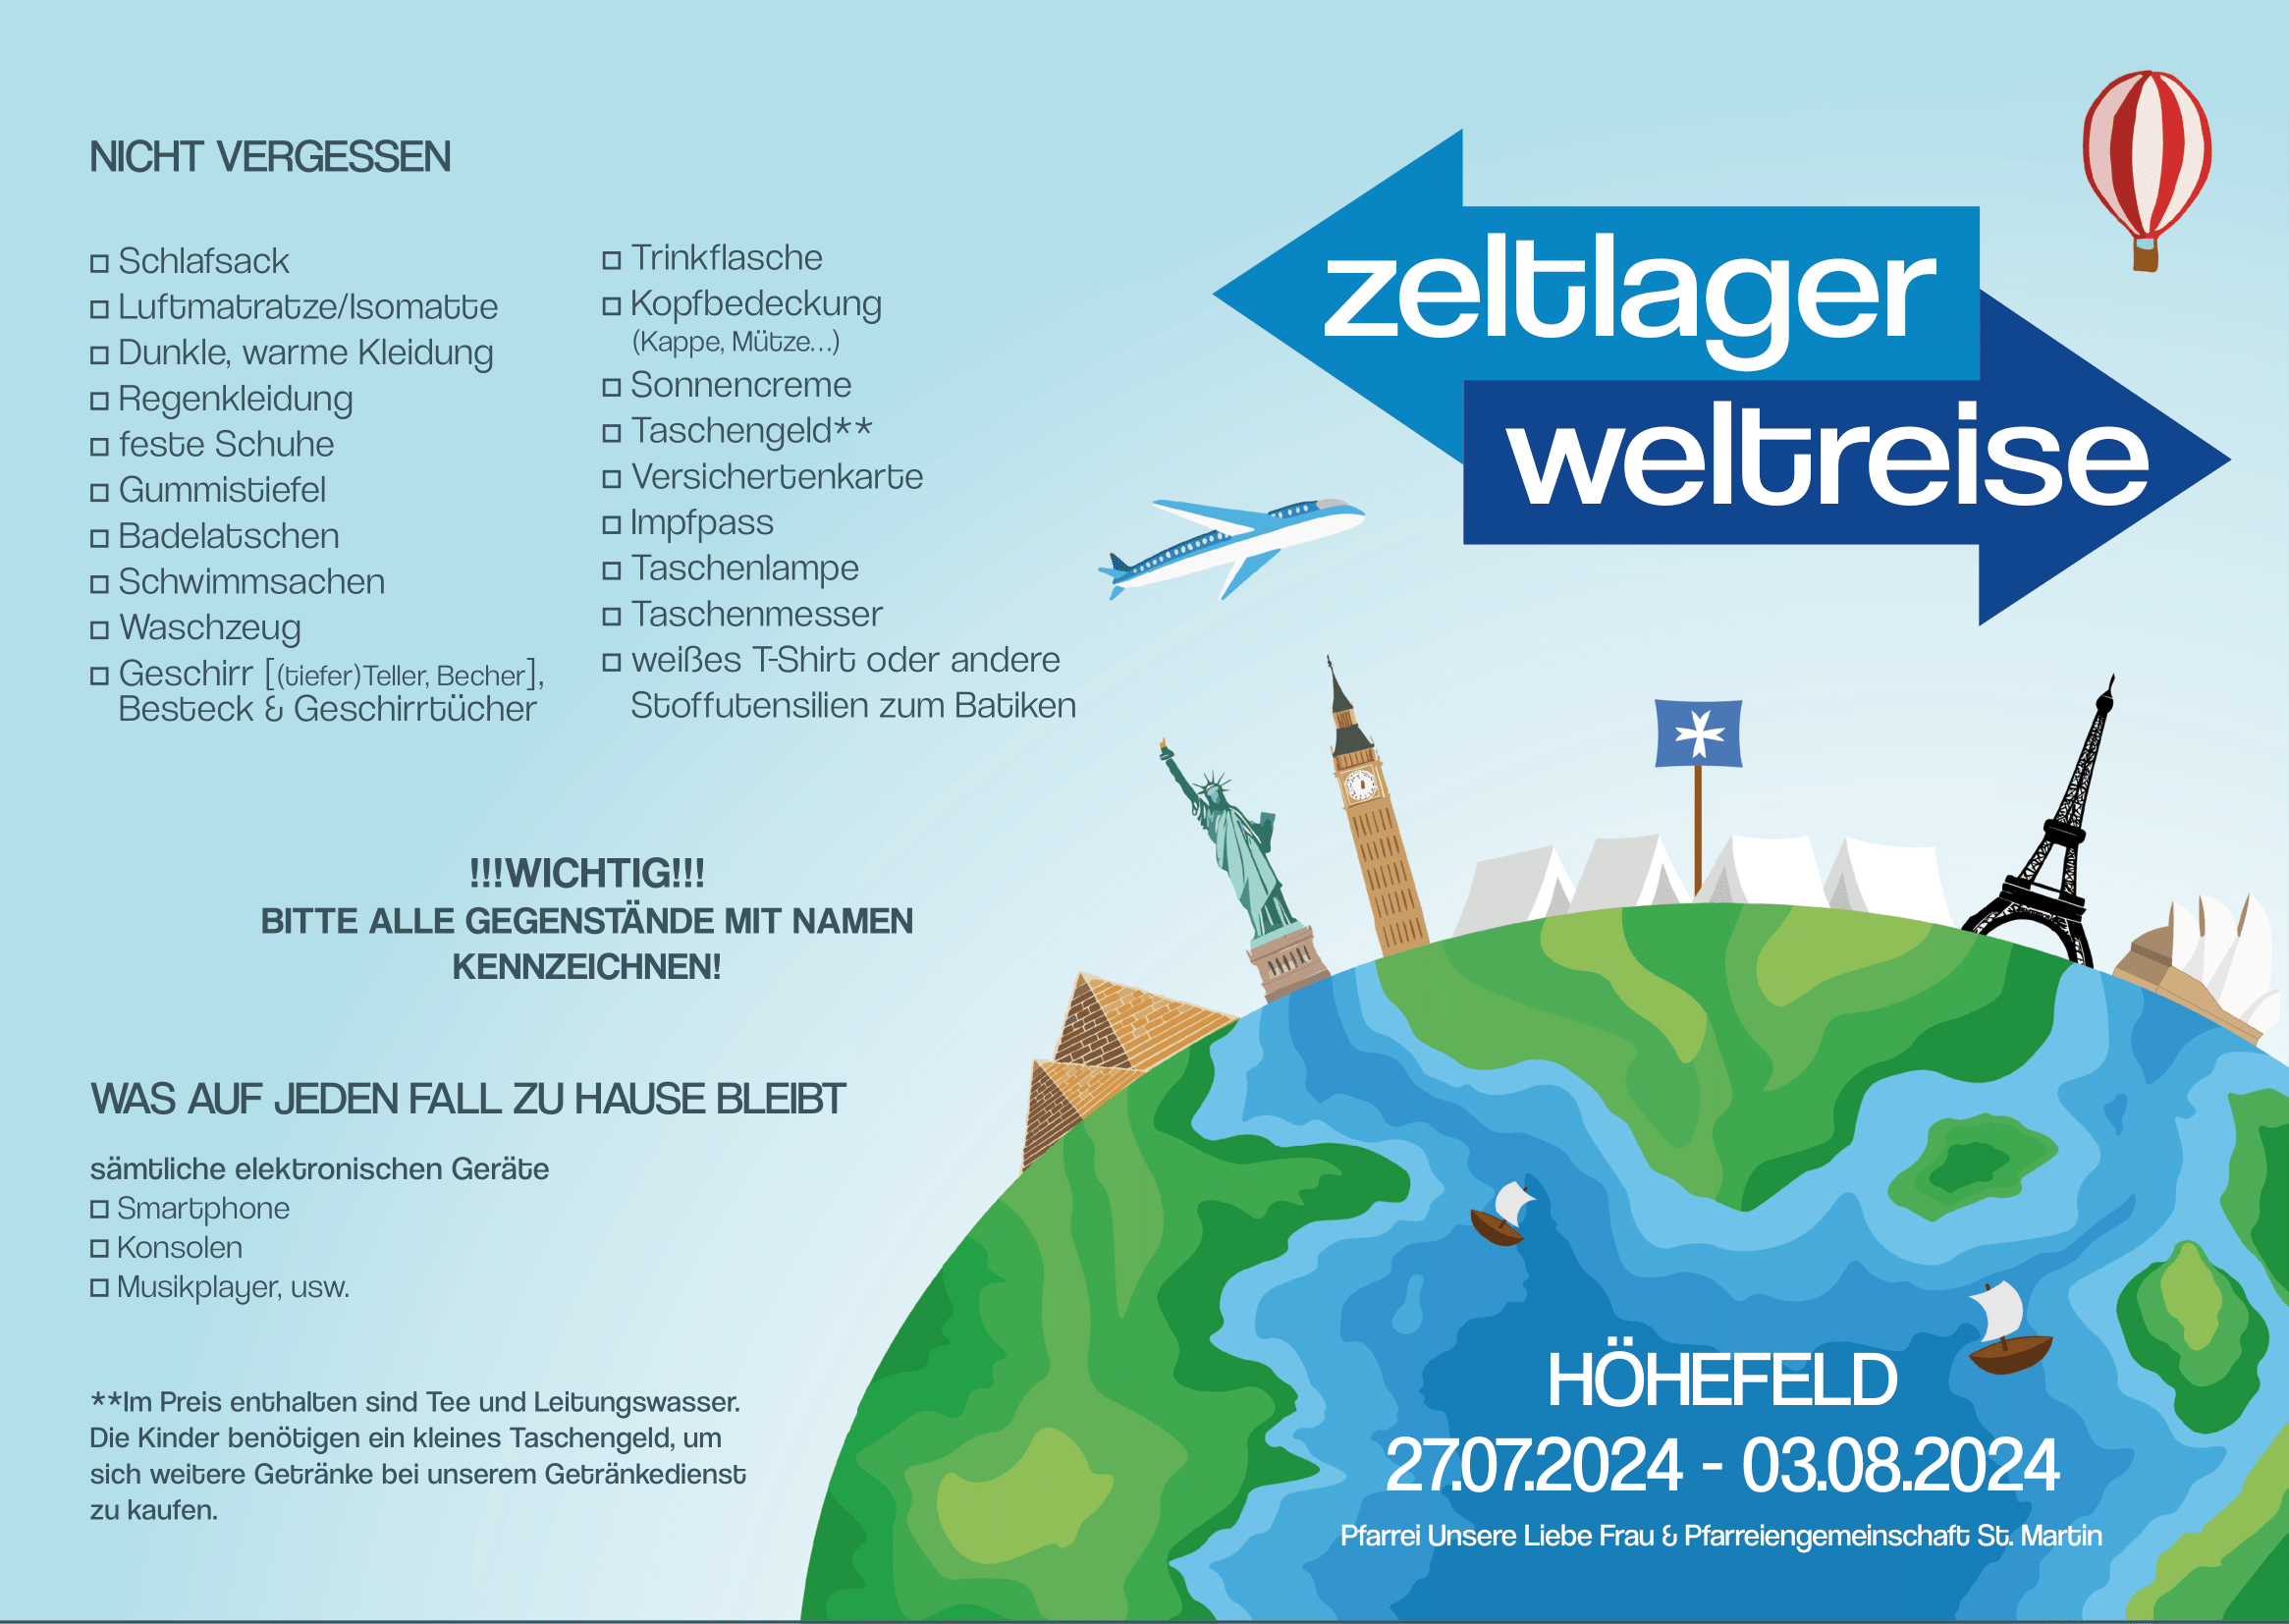 NICHT VERGESSEN
Schlafsack
Luftmatratze/Isomatte
Dunkle, warme Kleidung
Regenkleidung
feste Schuhe
Gummistiefel
Badelatschen
Schwimmsachen
Waschzeug
Geschirr [(tiefer)Teller, Becher],
Besteck & Geschirrtücher
Trinkflasche
Kopfbedeckung
(Kappe, Mütze...)
Sonnencreme
Taschengeld**
Versichertenkarte
Impfpass
Taschenlampe
Taschenmesser
weißes T-Shirt oder andere
Stoffutensilien zum Batiken
!!!WICHTIG!!!
BITTE ALLE GEGENSTÄNDE MIT NAMEN
KENNZEICHNEN!
WAS AUF JEDEN FALL ZU HAUSE BLEIBT
sämtliche elektronischen Geräte
Smartphone
Konsolen
Musikplayer, usw.
**Im Preis enthalten sind Tee und Leitungswasser.
Die Kinder benötigen ein kleines Taschengeld, um
sich weitere Getränke bei unserem Getränkedienst
zu kaufen.
zeltlager
weltreise
HÖHEFELD
27.07.2024 - 03.08.2024
Pfarrei Unsere Liebe Frau & Pfarreiengemeinschaft St. Martin